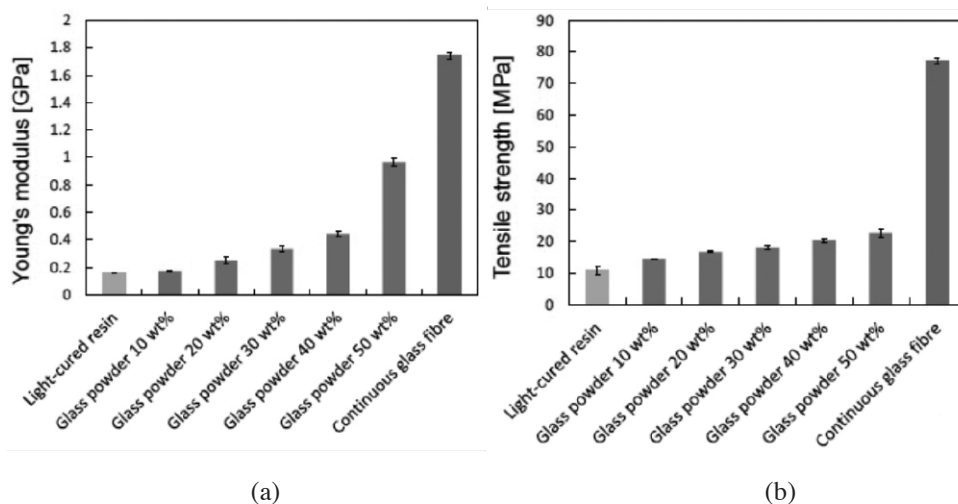 Young's modulus [GPa]
2
1.8
1.6
1.4
1.2
1
0.8
0.6
0.4
0.2
0
Light-cured resin
Glass powder 10 wt%
Glass powder 20 wt%
Glass powder 30 wt%
Glass powder 40 wt%
Glass powder 50 wt%
Continuous glass fibre
(a)
Tensile strength [MPa]
90
80
70
60
50
40
30
20
10
0
Light-cured resin
Glass powder 10 wt%
Glass powder 20 wt%
Glass powder 30 wt%
Glass powder 40 wt%
Glass powder 50 wt%
Continuous glass fibre
(b)